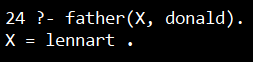 24 ?- father(X, donald).
X = lennart .